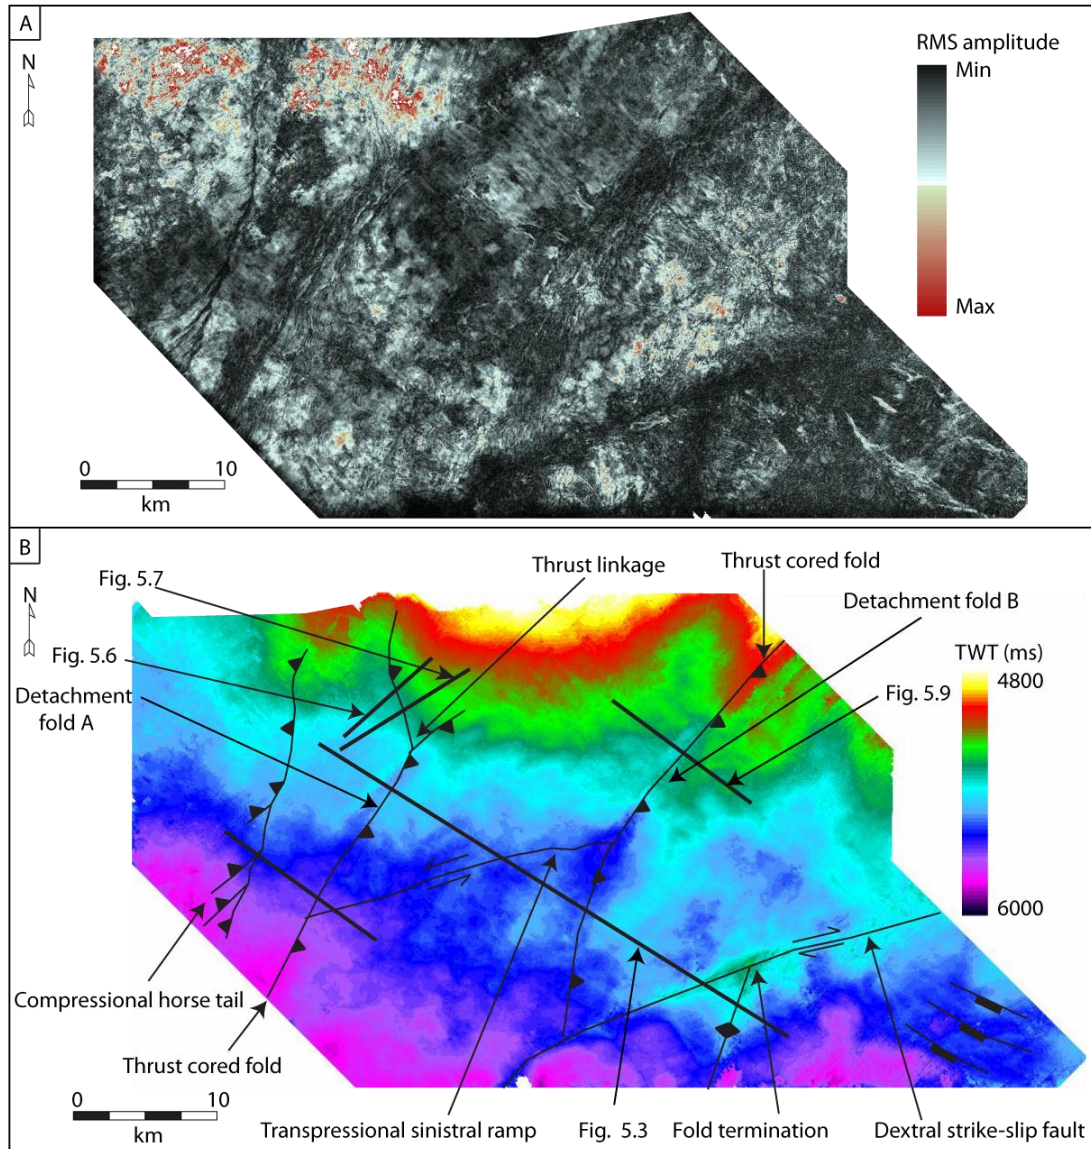 A
N
RMS amplitude
Min
Max
0 10
km
B
N
Fig. 5.7
Thrust linkage
Thrust cored fold
Detachment fold B
Fig. 5.6
TWT (ms)
4800
Fig. 5.9
Detachment
fold A
6000
Compressional horse tail
Thrust cored fold
0 10
km
Transpressional sinistral ramp
Fig. 5.3
Fold termination
Dextral strike-slip fault